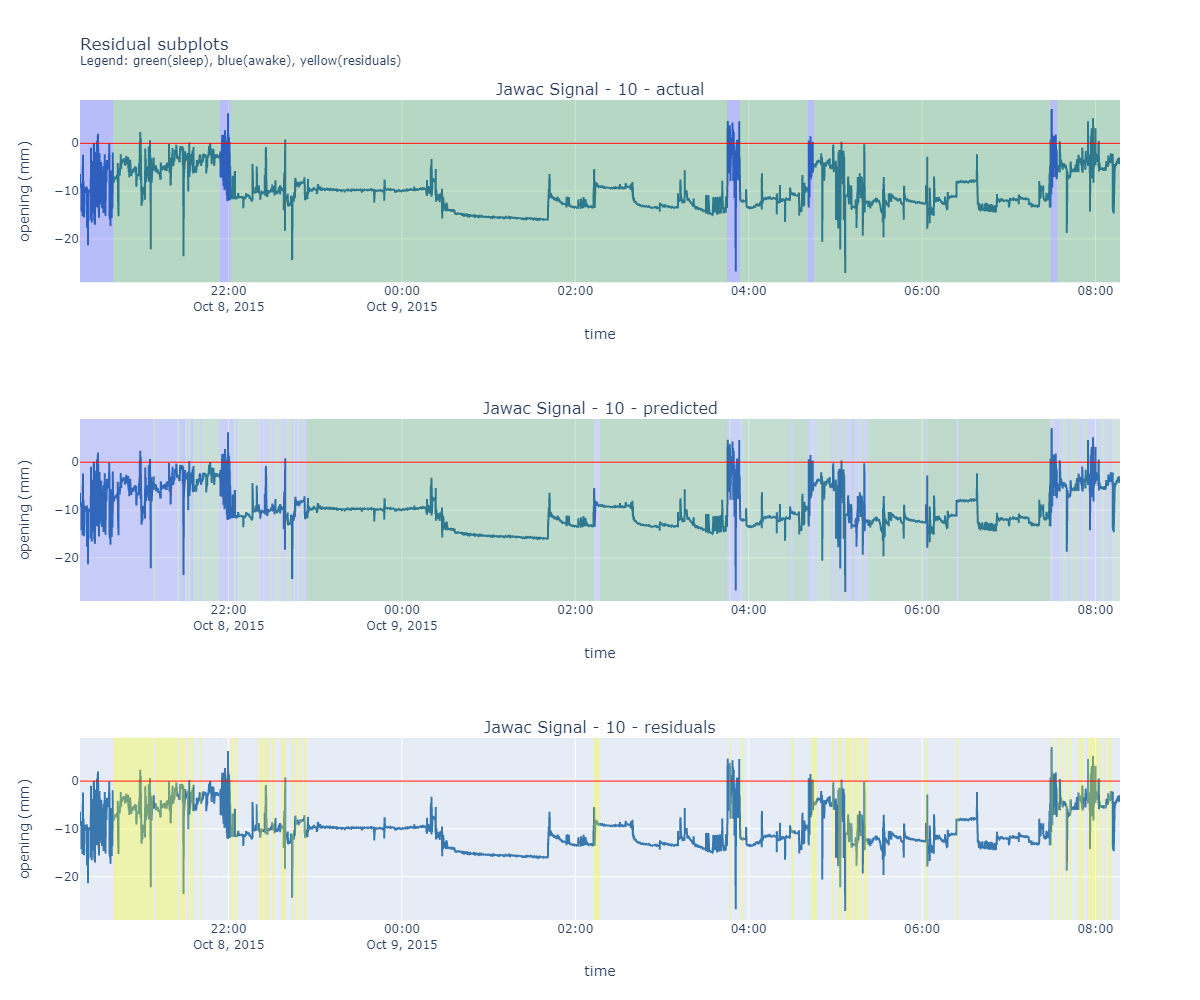 Residual subplots
Legend: green(sleep), blue(awake), yellow(residuals)
Jawac Signal - 10 - actual
opening (mm)
0
−10
−20
22:00
Oct 8, 2015
00:00
Oct 9, 2015
02:00
04:00
06:00
08:00
time
Jawac Signal - 10 - predicted
opening (mm)
0
−10
−20
22:00
Oct 8, 2015
00:00
Oct 9, 2015
02:00
04:00
06:00
08:00
time
Jawac Signal - 10 - residuals
opening (mm)
0
−10
−20
22:00
Oct 8, 2015
00:00
Oct 9, 2015
02:00
04:00
06:00
08:00
time